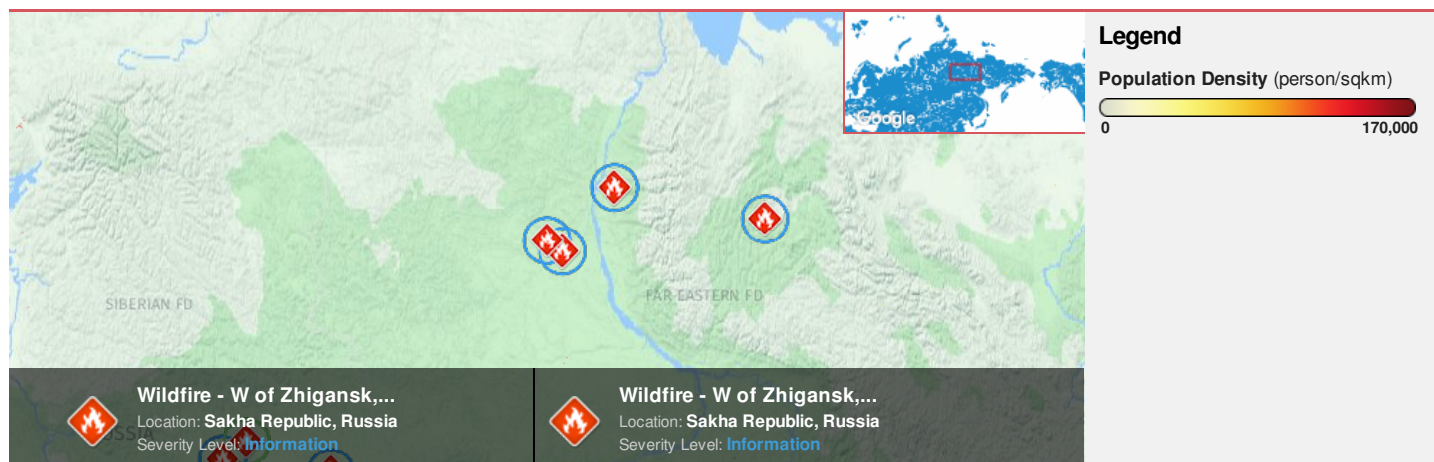 Google
SIBERIAN FD
FAR EASTERN FD
Wildfire - W of Zhigansk,...
Location: Sakha Republic, Russia
Severity Level: Information
Wildfire - W of Zhigansk,...
Location: Sakha Republic, Russia
Severity Level: Information
Legend
Population Density (person/sqkm)
0
170,000